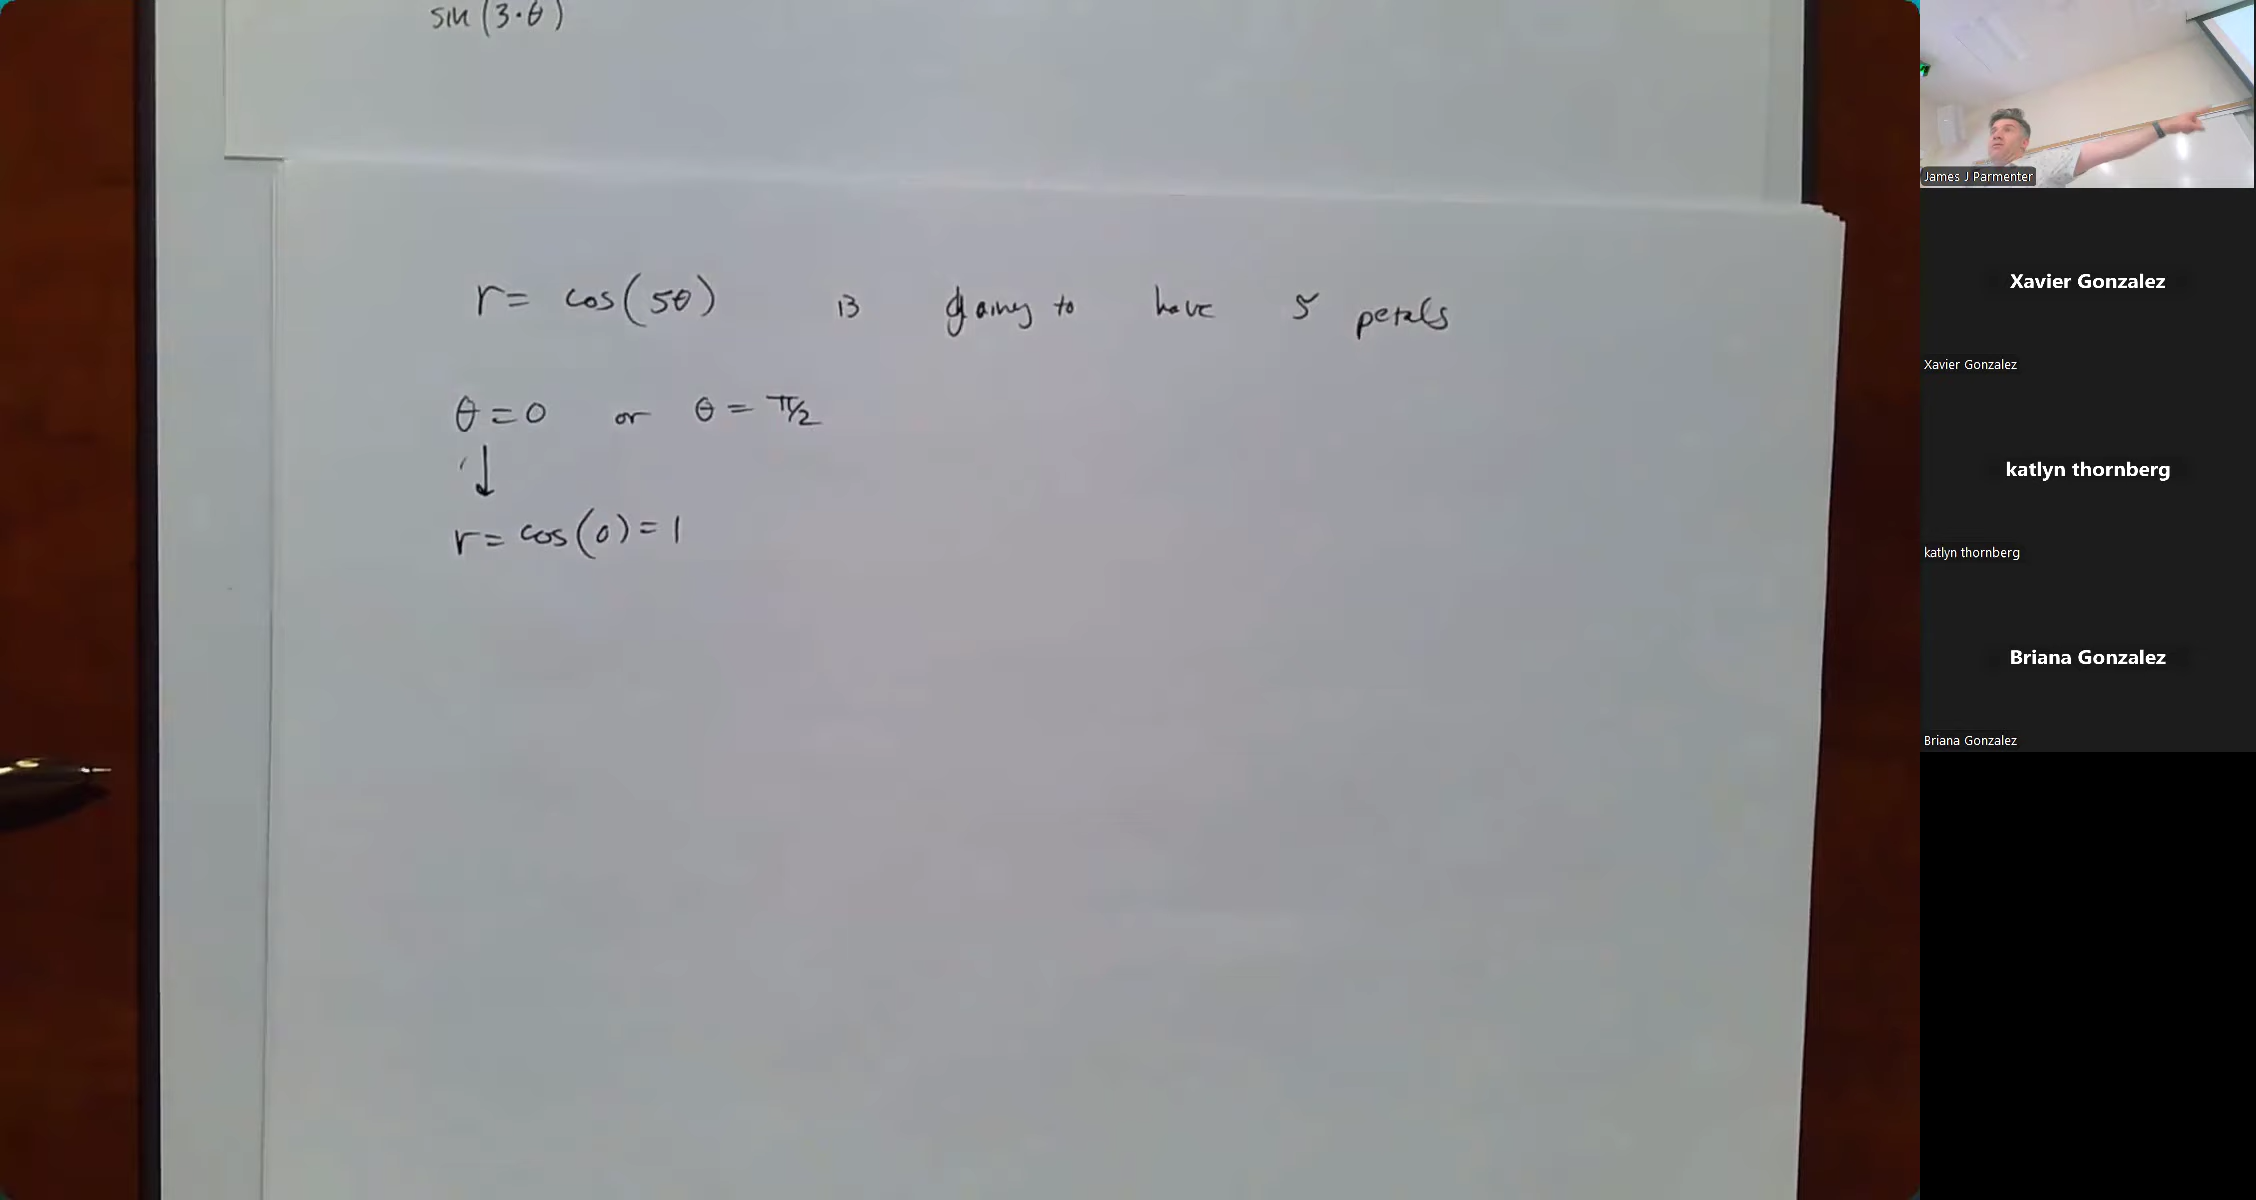 sin (3·θ)
r = cos(5θ) is going to have 5 petals
θ = 0 or θ = π/2
↓
r = cos(0) = 1
James J Parmenter
Xavier Gonzalez
Xavier Gonzalez
katlyn thornberg
katlyn thornberg
Briana Gonzalez
Briana Gonzalez